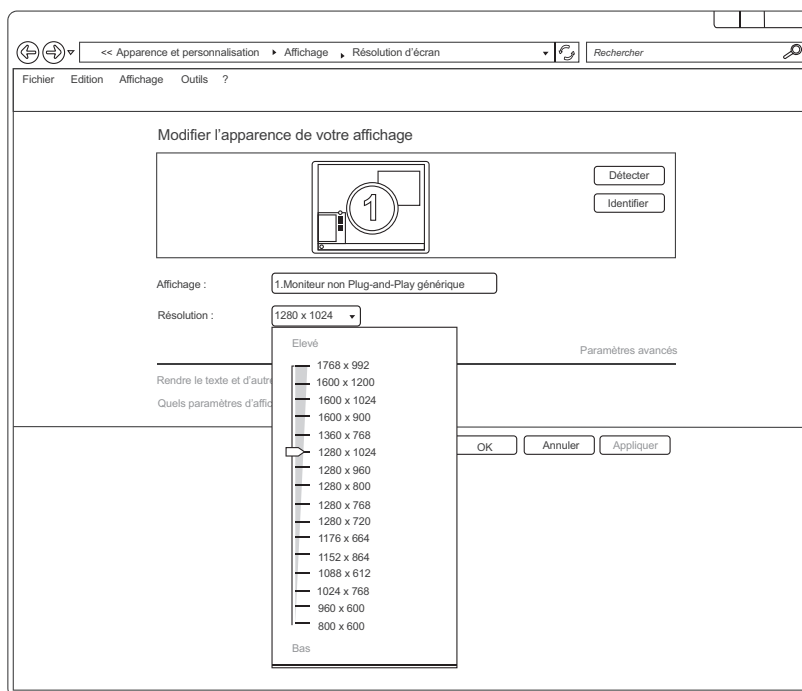 << Apparence et personnalisation Affichage Résolution d'écran Rechercher
Fichier Edition Affichage Outils ?
Modifier l'apparence de votre affichage
1
Détecter
Identifier
Affichage : 1.Moniteur non Plug-and-Play générique
Résolution : 1280 x 1024
Elevé
Paramètres avancés
1768 x 992
Rendre le texte et d'autre
1600 x 1200
Quels paramètres d'affic
1600 x 1024
1600 x 900
1360 x 768
1280 x 1024
OK Annuler Appliquer
1280 x 960
1280 x 800
1280 x 768
1280 x 720
1176 x 664
1152 x 864
1088 x 612
1024 x 768
960 x 600
800 x 600
Bas